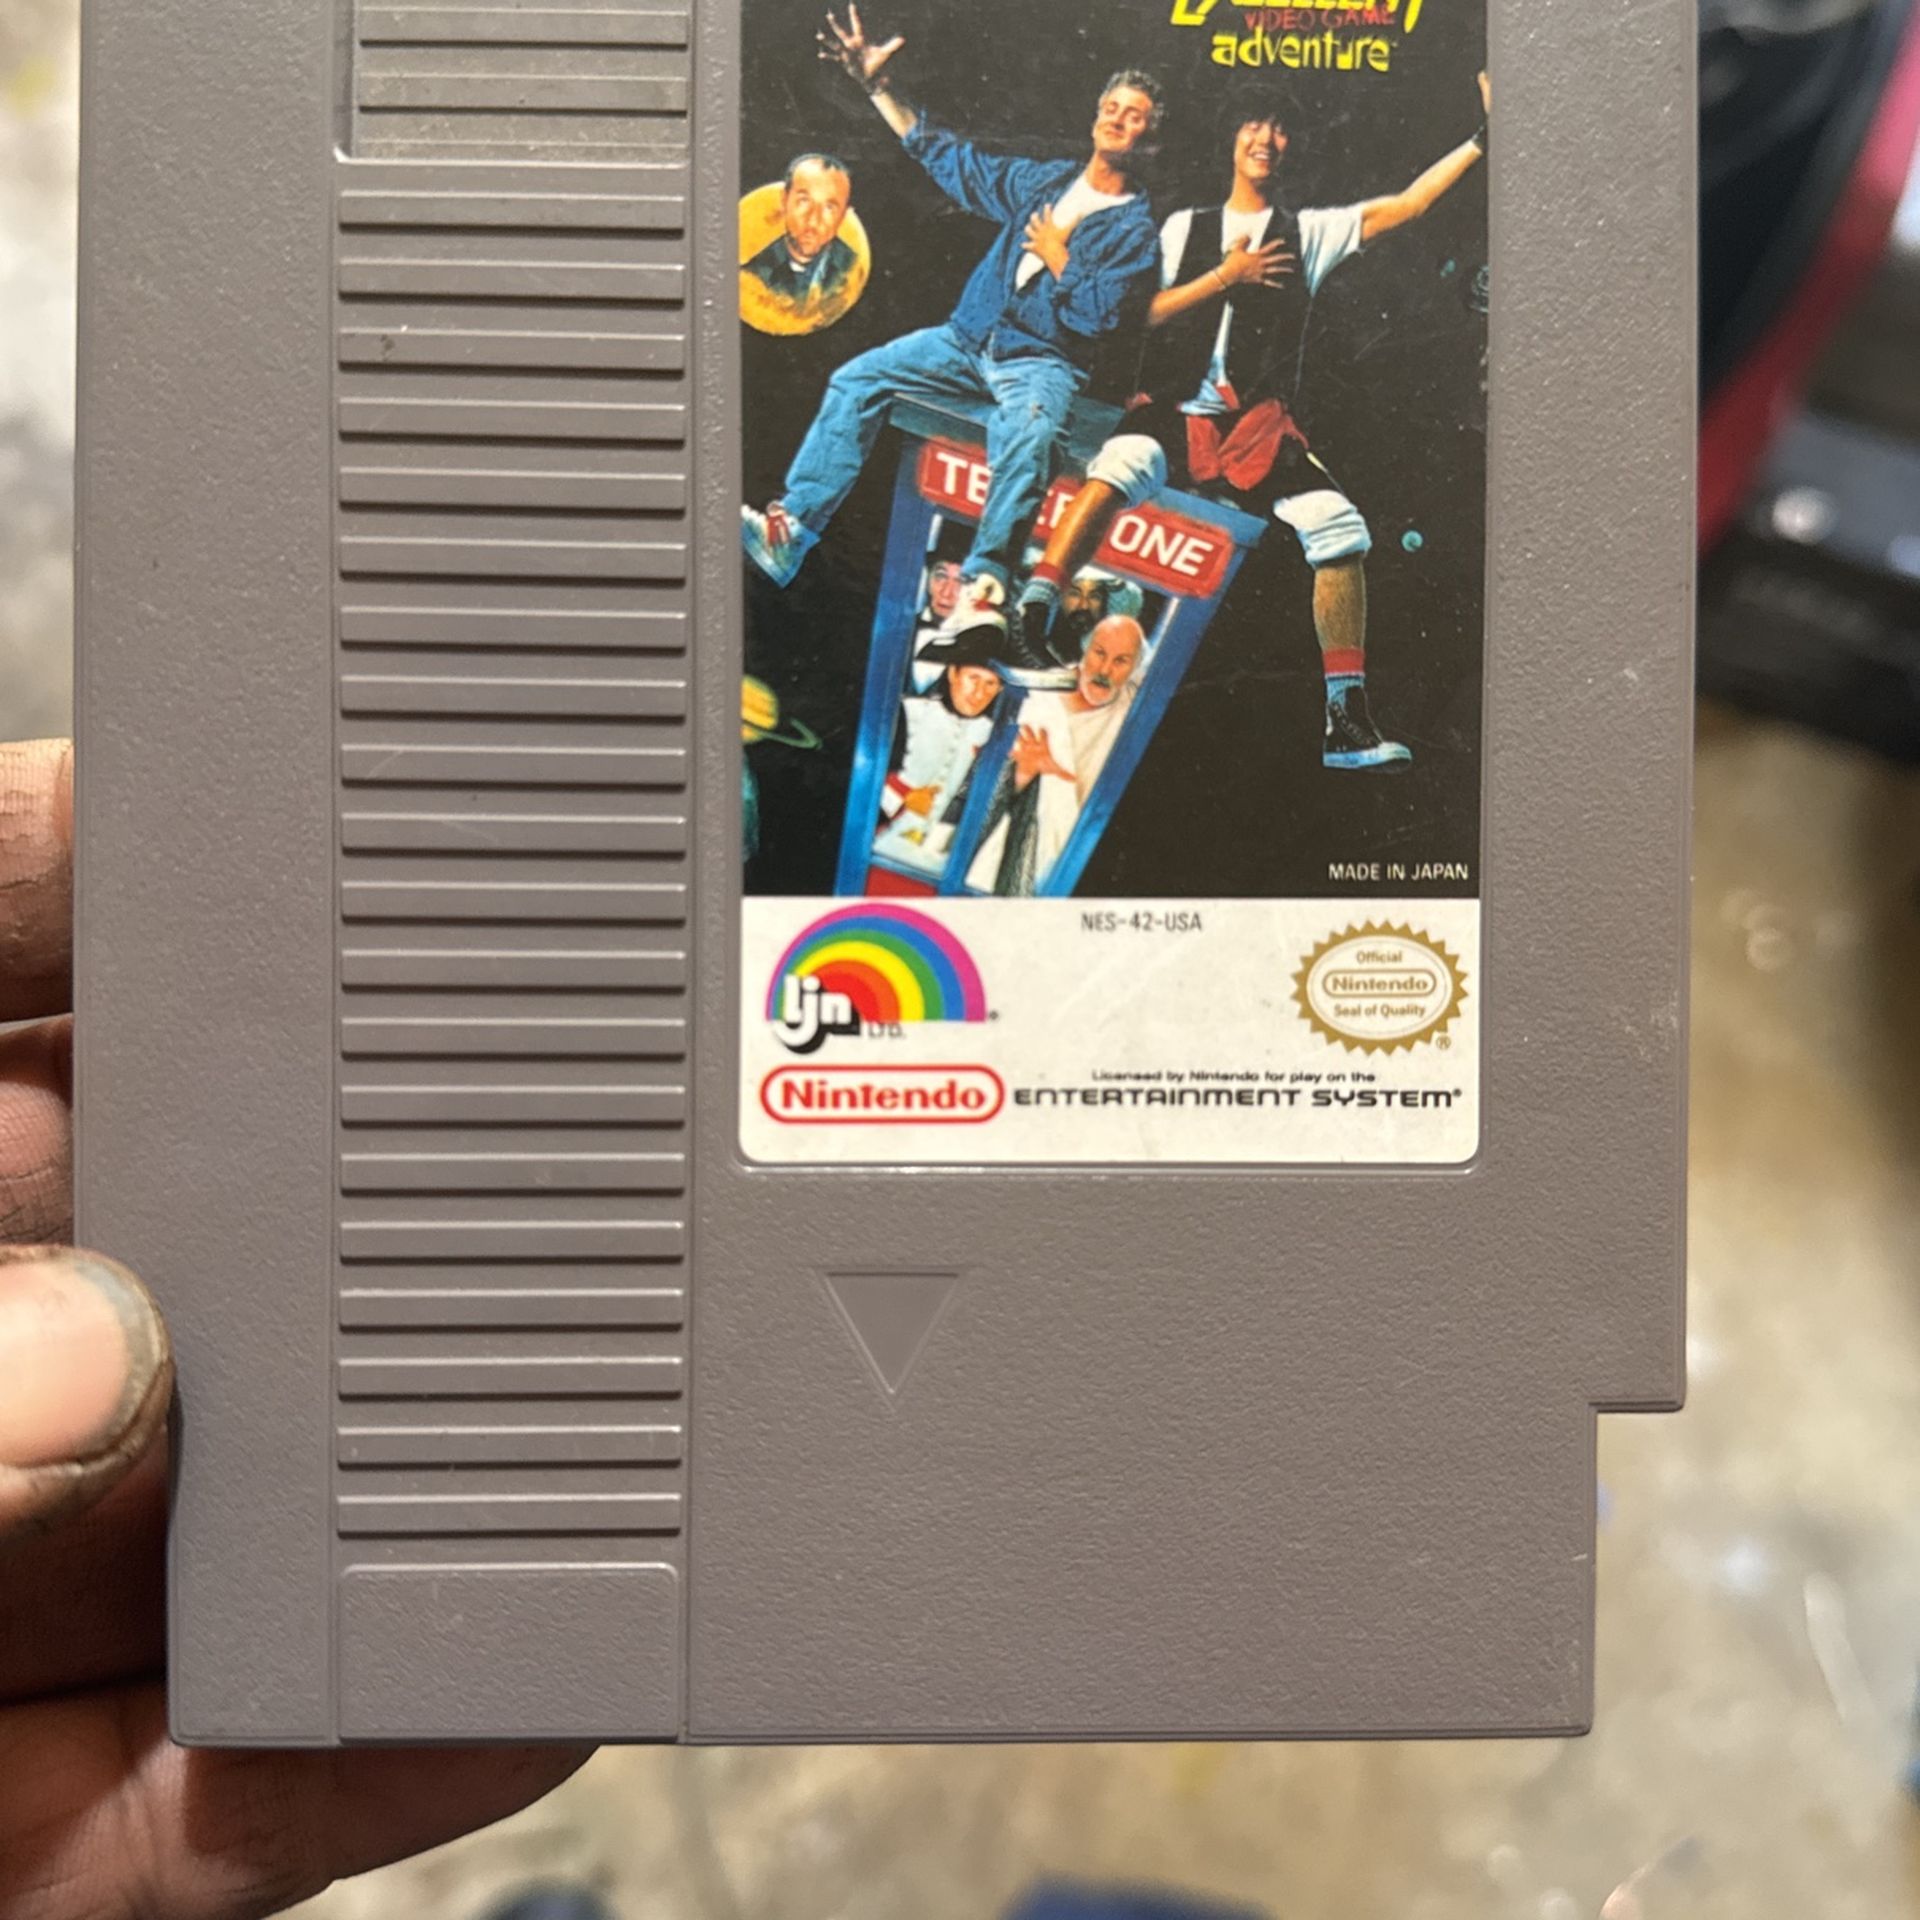 VIDEO GAME
adventure
MADE IN JAPAN
NES-42-USA
ljn
LTD.
Official
Nintendo
Seal of Quality
®
Nintendo
Licensed by Nintendo for play on the
ENTERTAINMENT SYSTEM®